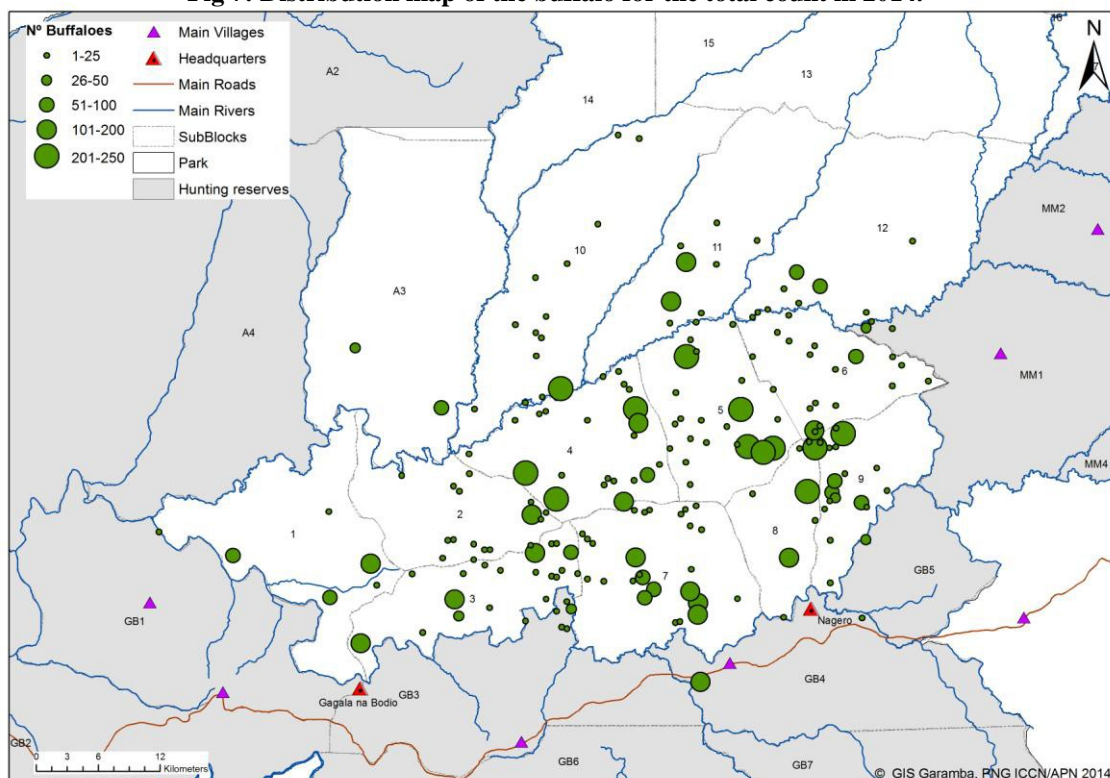 Fig 7: Distribution map of the buffalo for the total count in 2014.
Nº Buffaloes
1-25
26-50
51-100
101-200
201-250
Main Villages
Headquarters
Main Roads
Main Rivers
SubBlocks
Park
Hunting reserves
N
A2
15
16
13
14
MM2
12
11
10
A3
A4
MM1
6
5
4
MM4
9
2
1
8
7
3
GB5
GB1
Nagero
GB4
GB3
Gagala na Bodio
GB2
GB6
GB7
0 3 6 12
Kilometers
© GIS Garamba, PNG ICCN/APN 2014